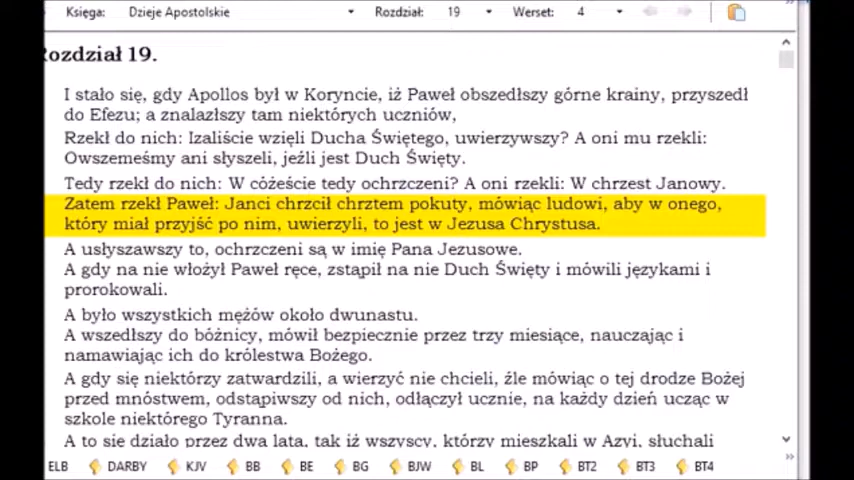 Księga: Dzieje Apostolskie Rozdział: 19 Werset: 4
Rozdział 19.
I stało się, gdy Apollos był w Koryncie, iż Paweł obszedłszy górne krainy, przyszedł
do Efezu; a znalazłszy tam niektórych uczniów,
Rzekł do nich: Izaliście wzięli Ducha Świętego, uwierzywszy? A oni mu rzekli:
Owszemeśmy ani słyszeli, jeźli jest Duch Święty.
Tedy rzekł do nich: W cóżeście tedy ochrzczeni? A oni rzekli: W chrzest Janowy.
Zatem rzekł Paweł: Janci chrzcił chrztem pokuty, mówiąc ludowi, aby w onego,
który miał przyjść po nim, uwierzyli, to jest w Jezusa Chrystusa.
A usłyszawszy to, ochrzczeni są w imię Pana Jezusowe.
A gdy na nie włożył Paweł ręce, zstąpił na nie Duch Święty i mówili językami i
prorokowali.
A było wszystkich mężów około dwunastu.
A wszedłszy do bóżnicy, mówił bezpiecznie przez trzy miesiące, nauczając i
namawiając ich do królestwa Bożego.
A gdy się niektórzy zatwardzili, a wierzyć nie chcieli, źle mówiąc o tej drodze Bożej
przed mnóstwem, odstąpiwszy od nich, odłączył ucznie, na każdy dzień ucząc w
szkole niektórego Tyranna.
A to się działo przez dwa lata, tak iż wszyscy, którzy mieszkali w Azyi, słuchali
ELB DARBY KJV BB BE BG BJW BL BP BT2 BT3 BT4